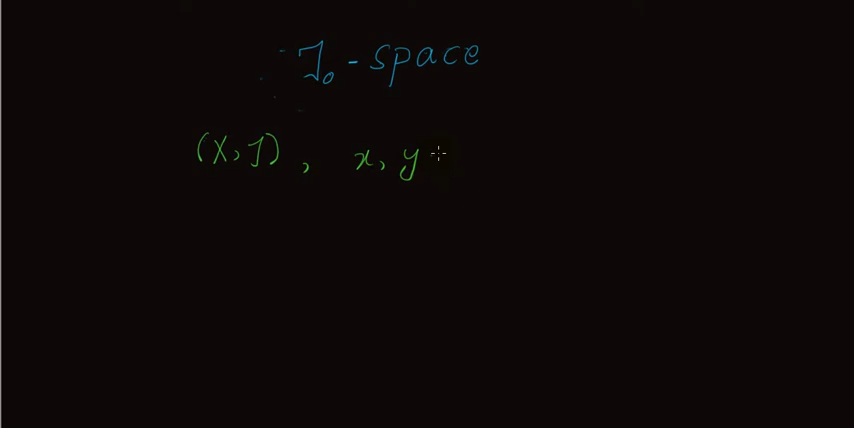 T₀-space
(X, T), x, y